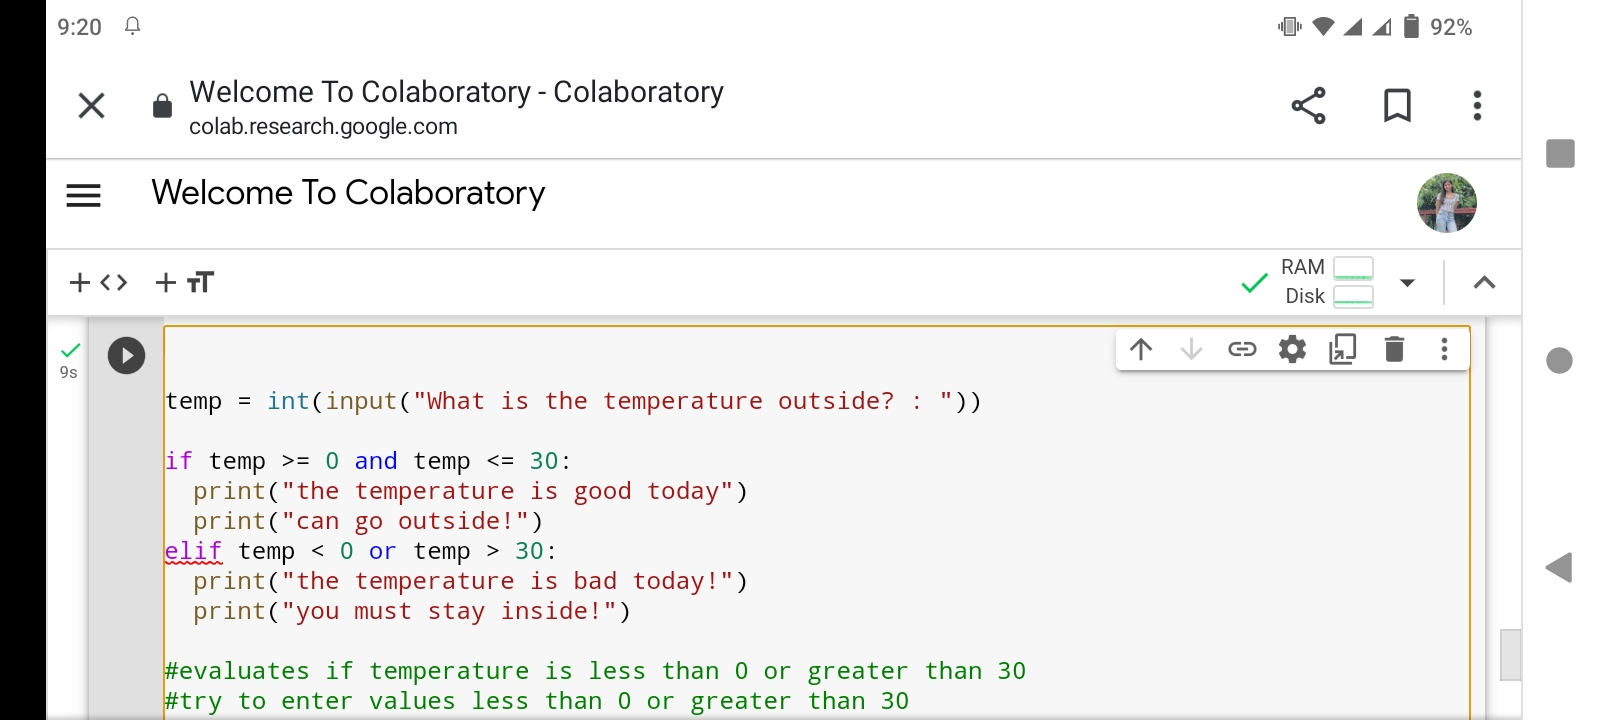 9:20 92%
Welcome To Colaboratory - Colaboratory
colab.research.google.com
Welcome To Colaboratory
+ <> + TT RAM
Disk
9s
temp = int(input("What is the temperature outside? : "))
if temp >= 0 and temp <= 30:
print("the temperature is good today")
print("can go outside!")
elif temp < 0 or temp > 30:
print("the temperature is bad today!")
print("you must stay inside!")
#evaluates if temperature is less than 0 or greater than 30
#try to enter values less than 0 or greater than 30